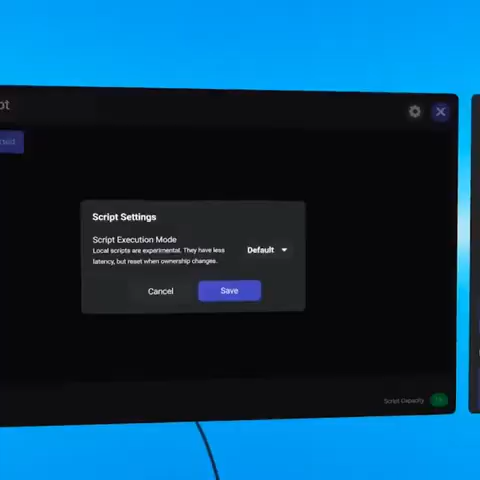 Script Settings
Script Execution Mode
Local scripts are experimental. They have less
latency, but reset when ownership changes.
Default
Cancel
Save
Script Capacity